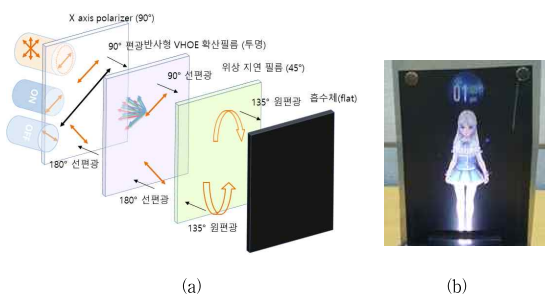 X axis polarizer (90°)
90° 편광반사형 VHOE 확산필름 (투명)
90° 선편광
위상 지연 필름 (45°)
135° 원편광
흡수체(flat)
ON
180° 선편광
180° 선편광
135° 원편광
01
(a)
(b)